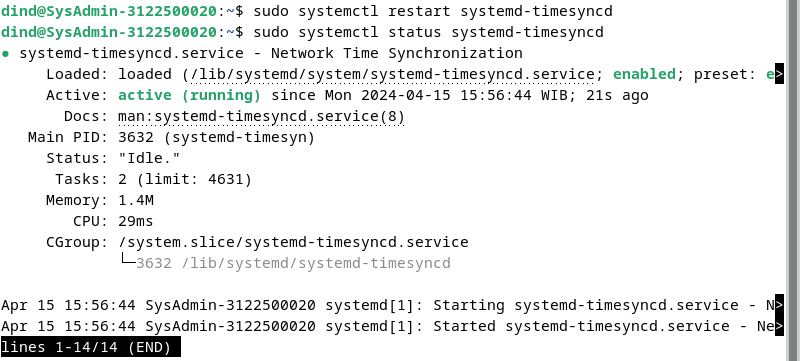 dind@SysAdmin-3122500020:~$ sudo systemctl restart systemd-timesyncd
dind@SysAdmin-3122500020:~$ sudo systemctl status systemd-timesyncd
● systemd-timesyncd.service - Network Time Synchronization
     Loaded: loaded (/lib/systemd/system/systemd-timesyncd.service; enabled; preset: e>
     Active: active (running) since Mon 2024-04-15 15:56:44 WIB; 21s ago
       Docs: man:systemd-timesyncd.service(8)
   Main PID: 3632 (systemd-timesyn)
     Status: "Idle."
      Tasks: 2 (limit: 4631)
     Memory: 1.4M
        CPU: 29ms
     CGroup: /system.slice/systemd-timesyncd.service
             └─3632 /lib/systemd/systemd-timesyncd
Apr 15 15:56:44 SysAdmin-3122500020 systemd[1]: Starting systemd-timesyncd.service - N>
Apr 15 15:56:44 SysAdmin-3122500020 systemd[1]: Started systemd-timesyncd.service - Ne>
lines 1-14/14 (END)